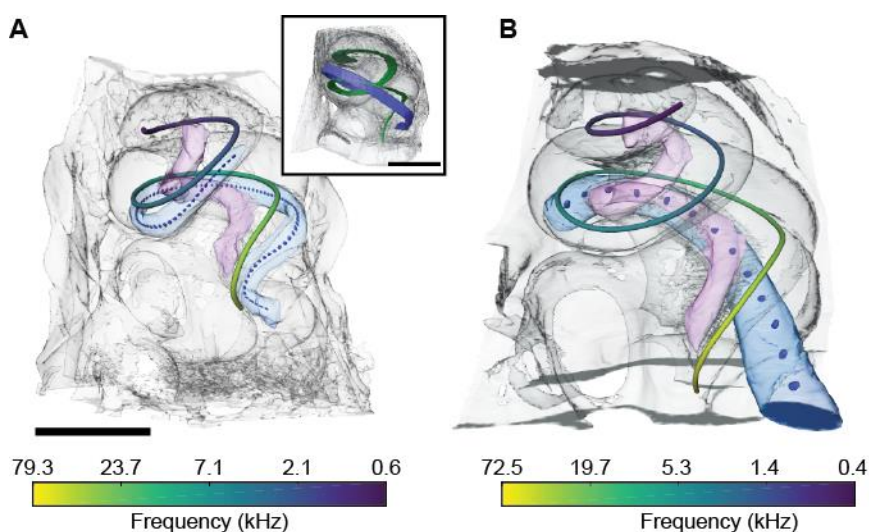 A
B
79.3 23.7 7.1 2.1 0.6
Frequency (kHz)
72.5 19.7 5.3 1.4 0.4
Frequency (kHz)